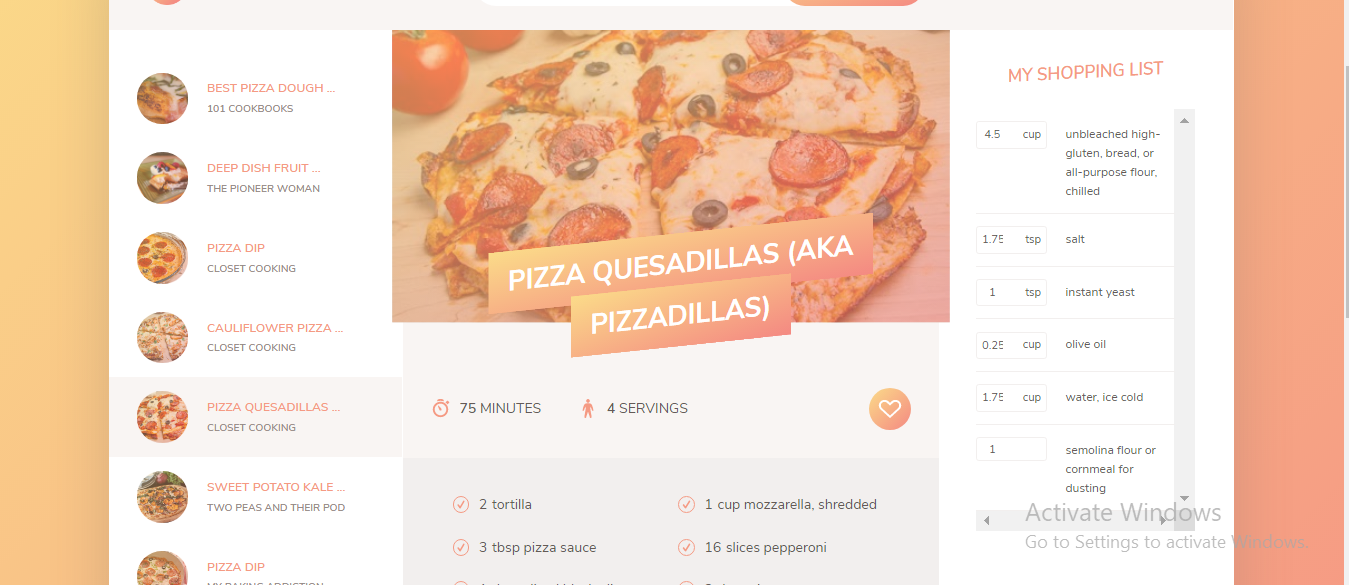 BEST PIZZA DOUGH ...
101 COOKBOOKS
DEEP DISH FRUIT ...
THE PIONEER WOMAN
PIZZA DIP
CLOSET COOKING
CAULIFLOWER PIZZA ...
CLOSET COOKING
PIZZA QUESADILLAS ...
CLOSET COOKING
SWEET POTATO KALE ...
TWO PEAS AND THEIR POD
PIZZA DIP
MY BAKING ADDICTION
PIZZA QUESADILLAS (AKA
PIZZADILLAS)
75 MINUTES
4 SERVINGS
2 tortilla
1 cup mozzarella, shredded
3 tbsp pizza sauce
16 slices pepperoni
MY SHOPPING LIST
4.5 cup unbleached high-
gluten, bread, or
all-purpose flour,
chilled
1.75 tsp salt
1 tsp instant yeast
0.25 cup olive oil
1.75 cup water, ice cold
1 semolina flour or
cornmeal for
dusting
Activate Windows
Go to Settings to activate Windows.